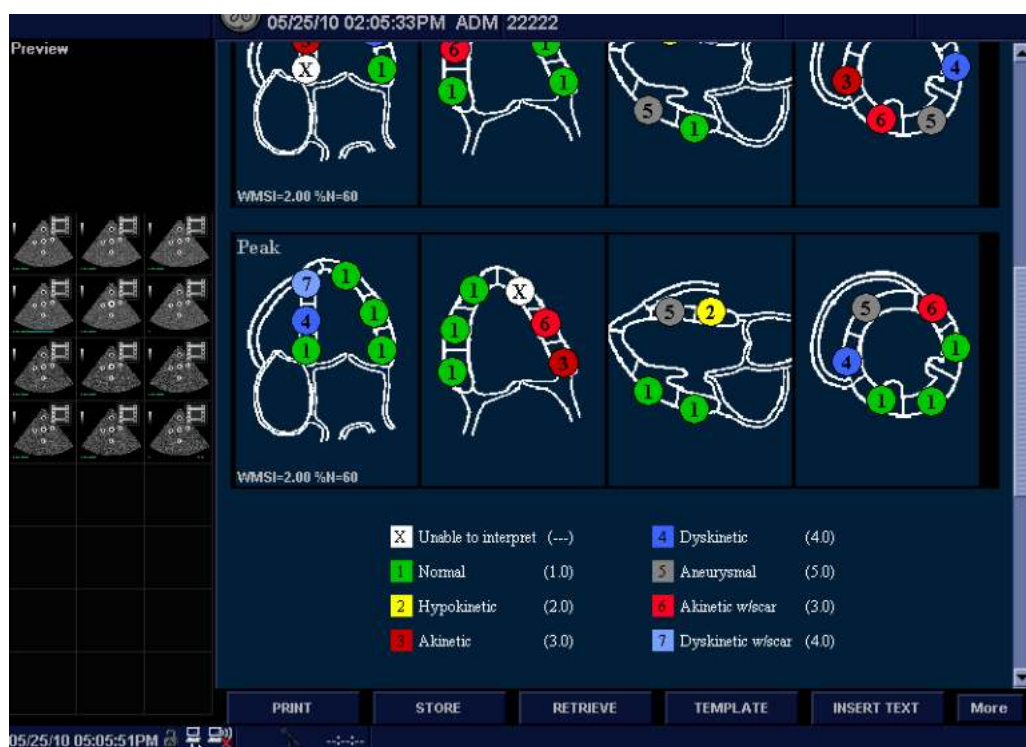 05/25/10 02:05:33PM ADM 22222
Preview
3
X 1
6 1
1 1
5 1
3 4
6 5
WMSI=2.00 %N=60
Peak
7 1
4 1
1 1
1 X
1 6
1 3
5 2
1 1
5 6
4 1
1 1
WMSI=2.00 %N=60
X Unable to interpret (---)
4 Dyskinetic (4.0)
1 Normal (1.0)
5 Aneurysmal (5.0)
2 Hypokinetic (2.0)
6 Akinetic w/scar (3.0)
3 Akinetic (3.0)
7 Dyskinetic w/scar (4.0)
PRINT STORE RETRIEVE TEMPLATE INSERT TEXT More
05/25/10 05:05:51PM --:--:--